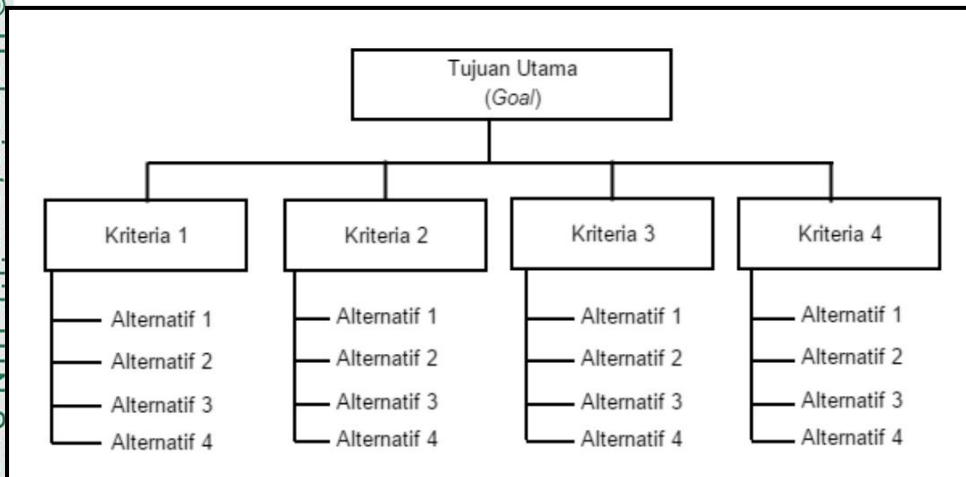 Tujuan Utama
(Goal)
Kriteria 1
Kriteria 2
Kriteria 3
Kriteria 4
Alternatif 1
Alternatif 2
Alternatif 3
Alternatif 4
Alternatif 1
Alternatif 2
Alternatif 3
Alternatif 4
Alternatif 1
Alternatif 2
Alternatif 3
Alternatif 4
Alternatif 1
Alternatif 2
Alternatif 3
Alternatif 4